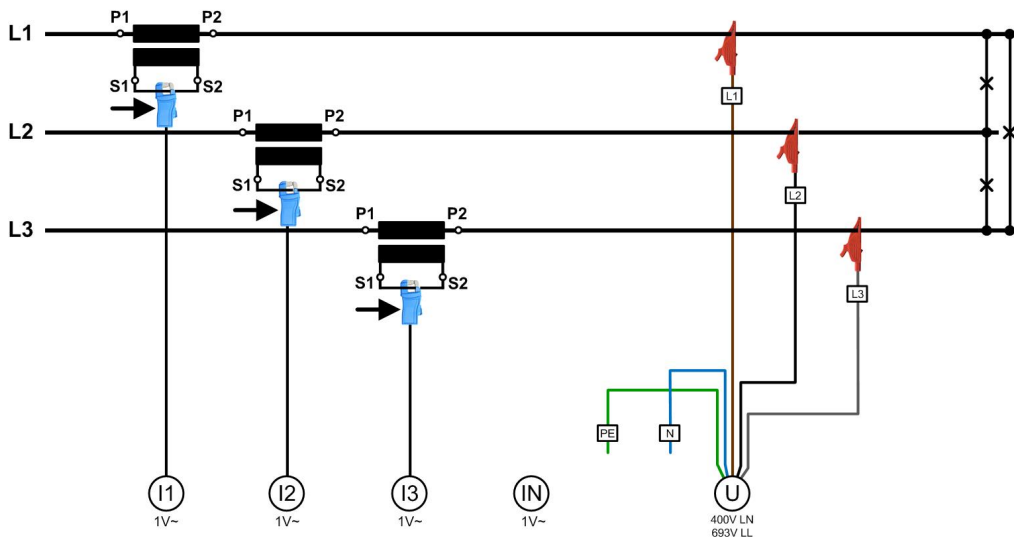 P1 P2
L1
S1 S2
L1
P1 P2
L2
S1 S2
L2
P1 P2
L3
S1 S2
L3
PE N
I1 I2 I3 IN U
1V~ 1V~ 1V~ 1V~ 400V LN
693V LL